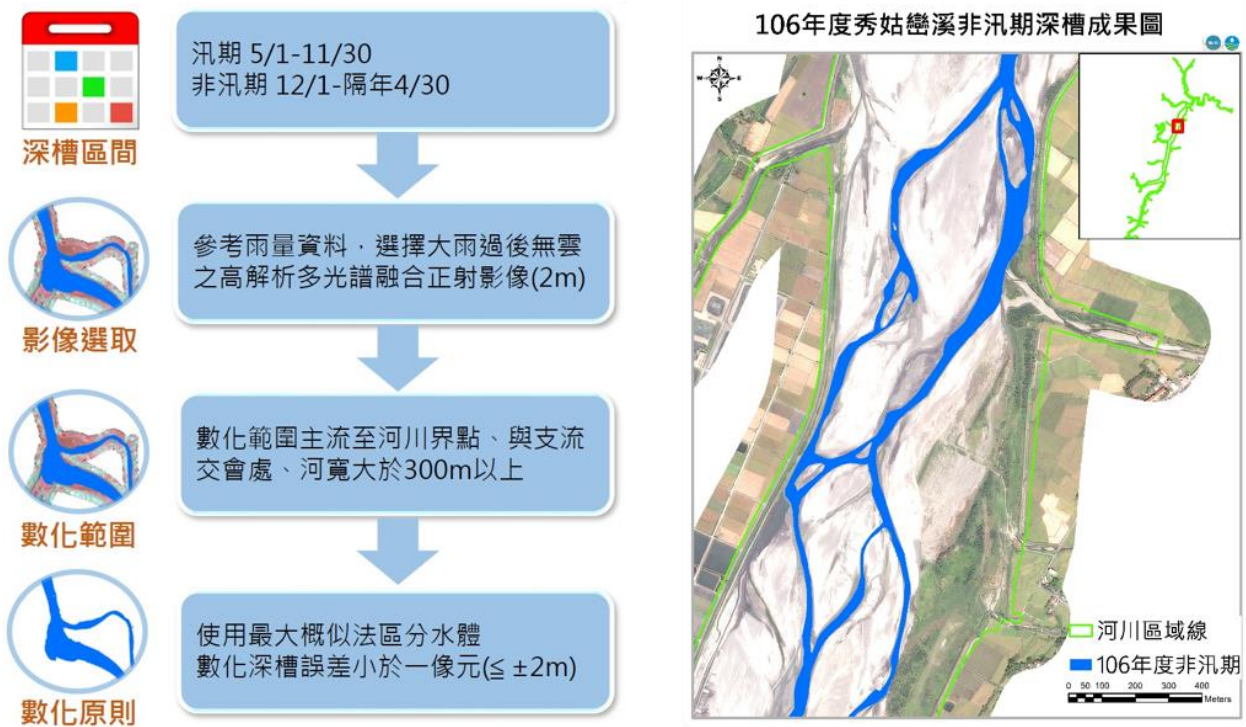 深槽區間
汛期 5/1-11/30
非汛期 12/1-隔年4/30
影像選取
參考雨量資料，選擇大雨過後無雲
之高解析多光譜融合正射影像(2m)
數化範圍
數化範圍主流至河川界點、與支流
交會處、河寬大於300m以上
數化原則
使用最大概似法區分水體
數化深槽誤差小於一像元(≦ ±2m)
106年度秀姑巒溪非汛期深槽成果圖
N
W E
S
河川區域線
106年度非汛期
0 50 100 200 300 400
Meters